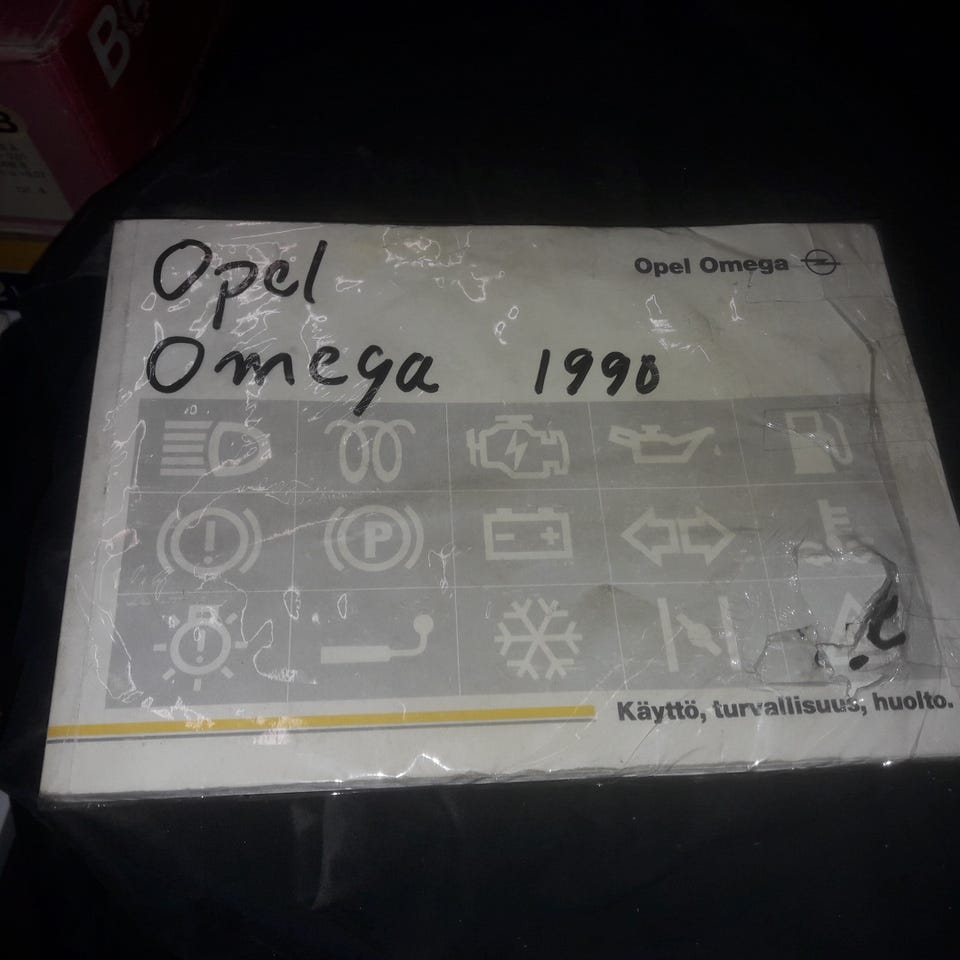 Opel
Omega 1990
Opel Omega
P
Käyttö, turvallisuus, huolto.
B